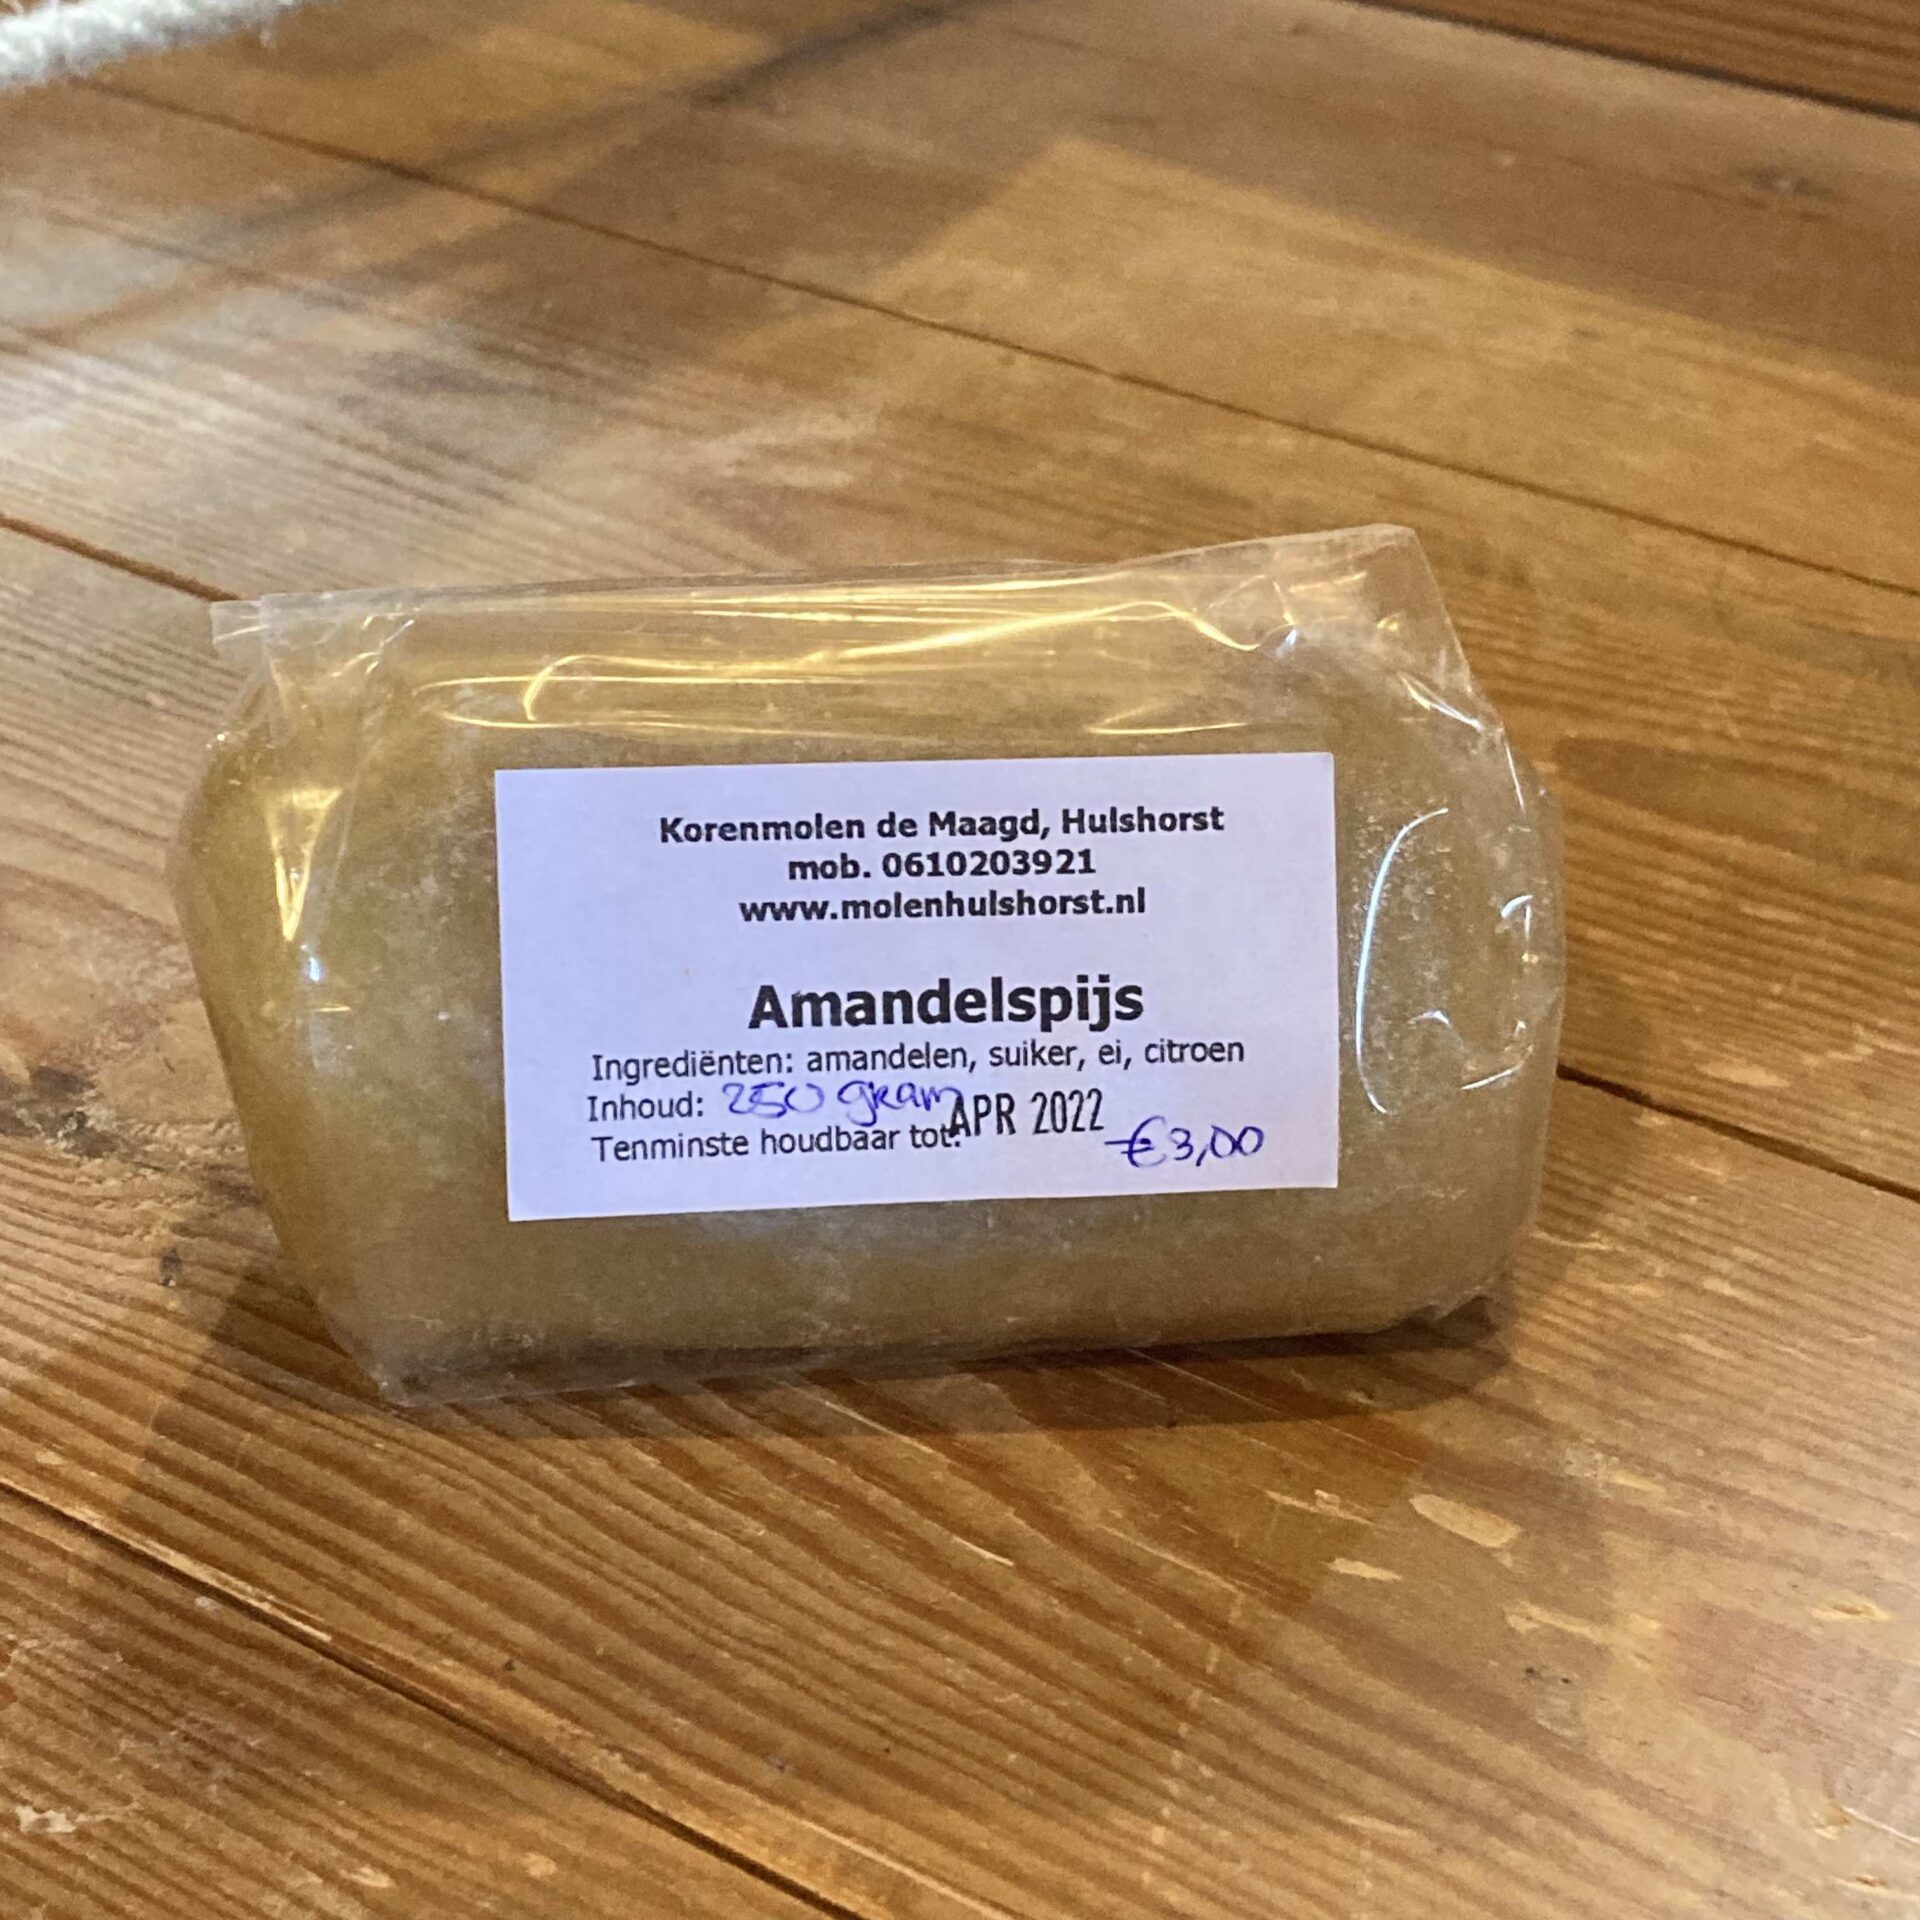 Korenmolen de Maagd, Hulshorst
mob. 0610203921
www.molenhulshorst.nl
Amandelspijs
Ingrediënten: amandelen, suiker, ei, citroen
Inhoud: 250 gram
Tenminste houdbaar tot: APR 2022
€3,00